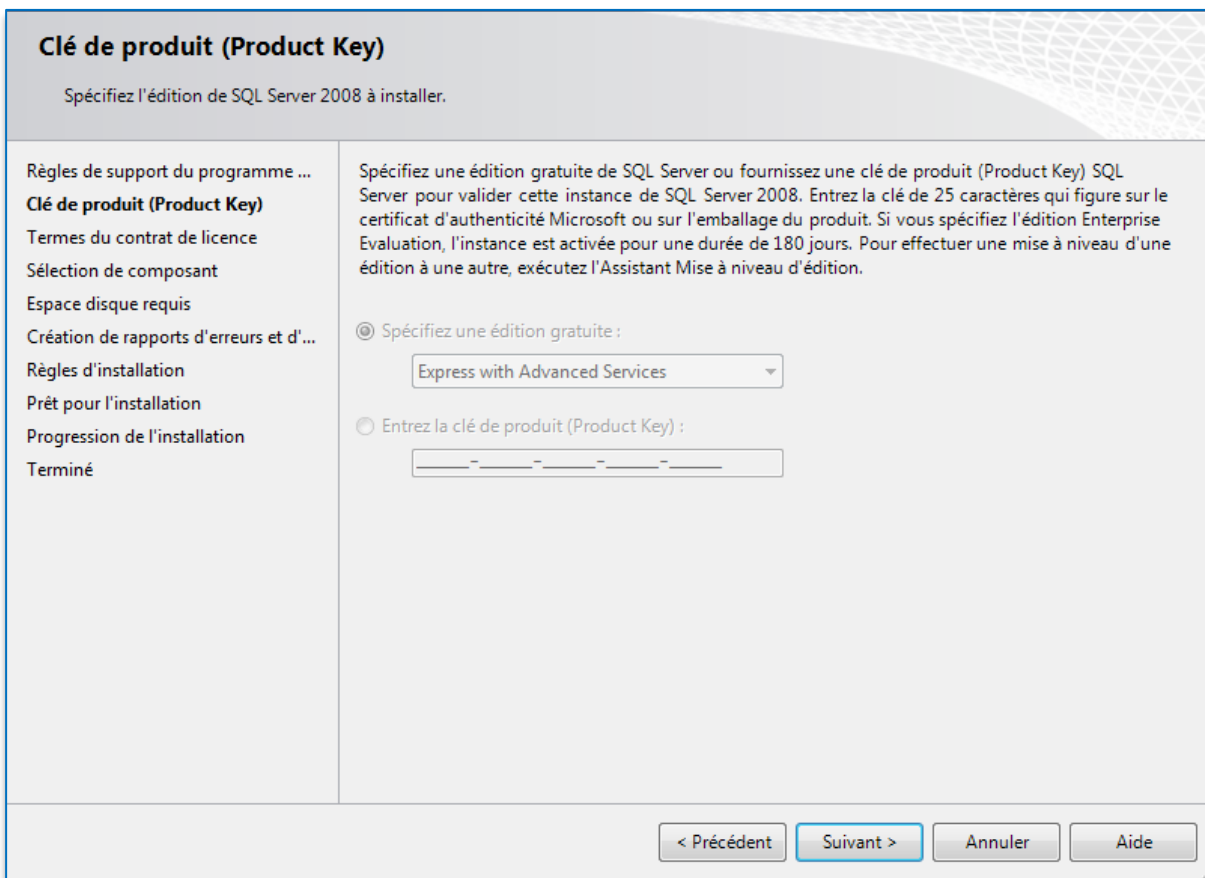 Clé de produit (Product Key)
Spécifiez l'édition de SQL Server 2008 à installer.
Règles de support du programme ...
Clé de produit (Product Key)
Termes du contrat de licence
Sélection de composant
Espace disque requis
Création de rapports d'erreurs et d'...
Règles d'installation
Prêt pour l'installation
Progression de l'installation
Terminé
Spécifiez une édition gratuite de SQL Server ou fournissez une clé de produit (Product Key) SQL
Server pour valider cette instance de SQL Server 2008. Entrez la clé de 25 caractères qui figure sur le
certificat d'authenticité Microsoft ou sur l'emballage du produit. Si vous spécifiez l'édition Enterprise
Evaluation, l'instance est activée pour une durée de 180 jours. Pour effectuer une mise à niveau d'une
édition à une autre, exécutez l'Assistant Mise à niveau d'édition.
Spécifiez une édition gratuite :
Express with Advanced Services
Entrez la clé de produit (Product Key) :
_____-_____-_____-_____-_____
< Précédent Suivant > Annuler Aide